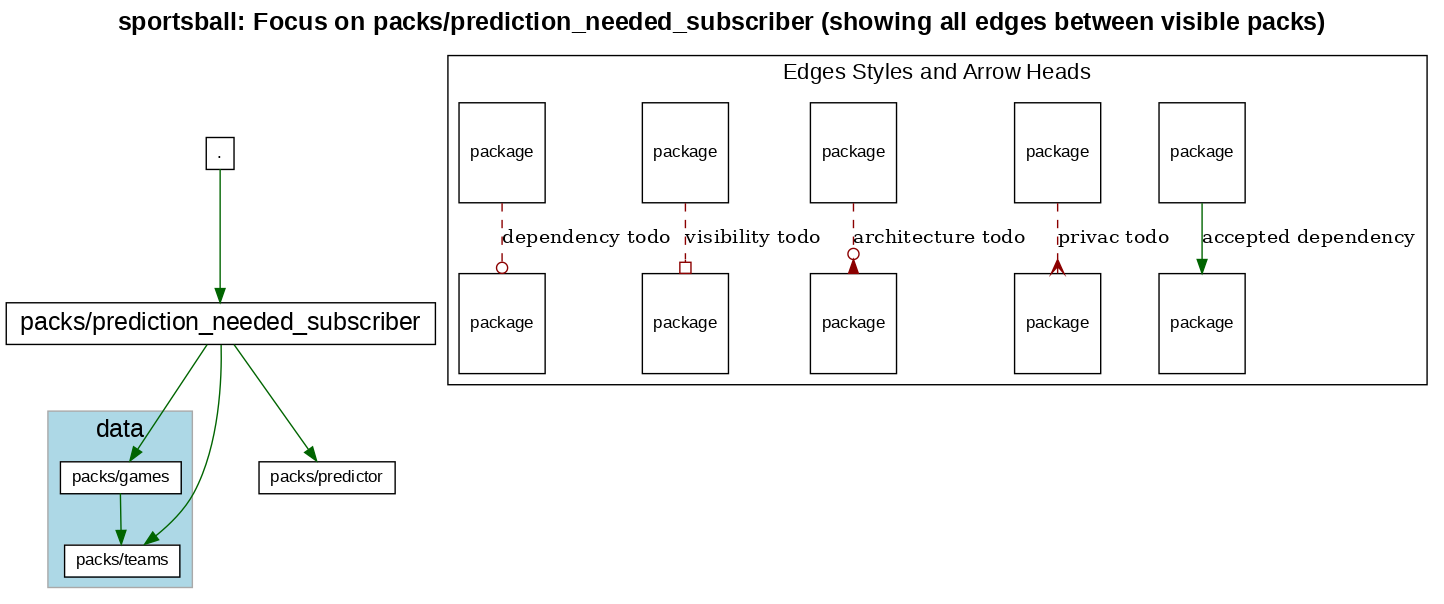 sportsball: Focus on packs/prediction_needed_subscriber (showing all edges between visible packs)
Edges Styles and Arrow Heads
package
package
package
package
package
dependency todo
visibility todo
architecture todo
privac todo
accepted dependency
package
package
package
package
package
.
packs/prediction_needed_subscriber
data
packs/games
packs/predictor
packs/teams